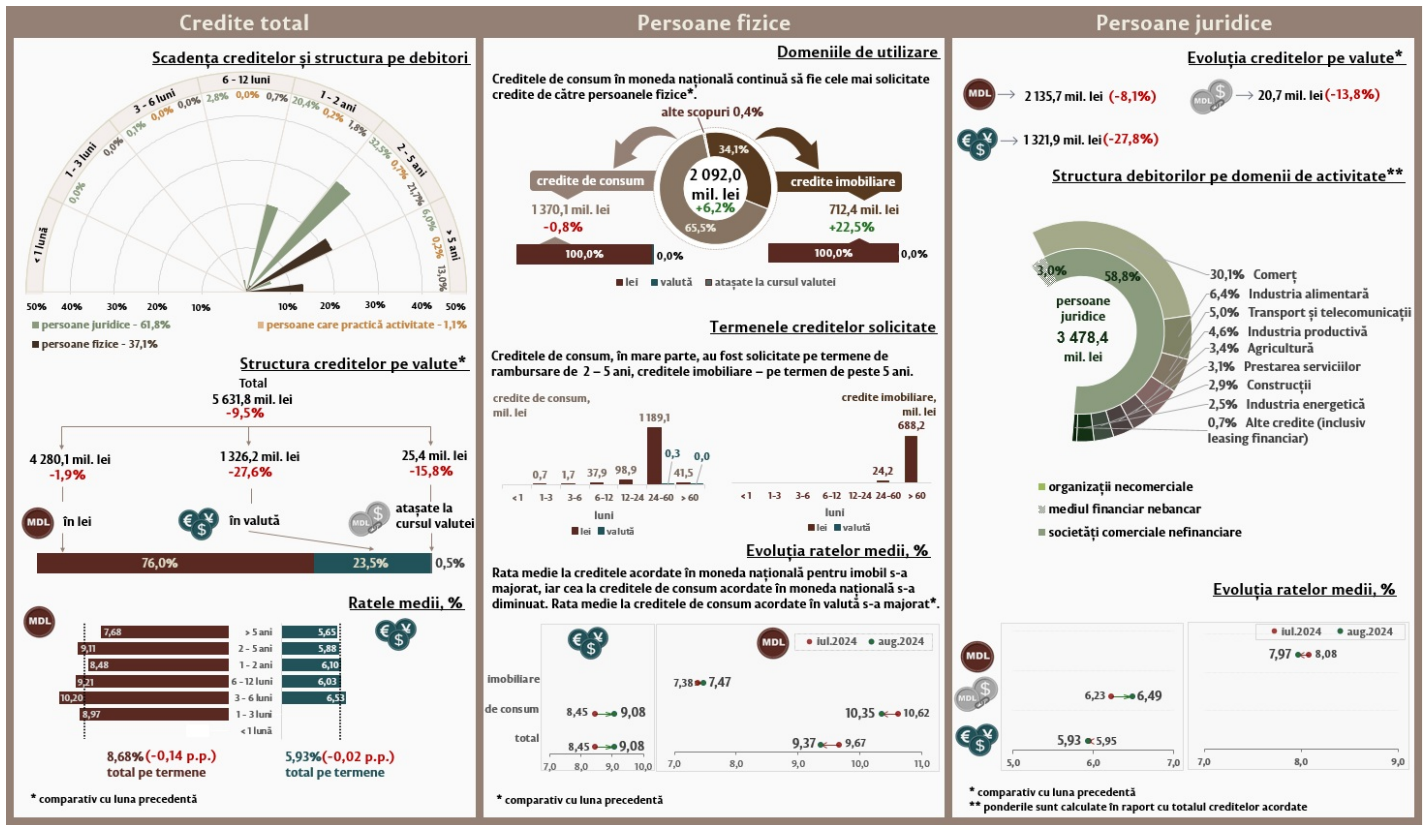 Credite total
Scadența creditelor și structura pe debitori
< 1 lună
1 - 3 luni
3 - 6 luni
6 - 12 luni
1 - 2 ani
2 - 5 ani
> 5 ani
0,0%
0,0%
0,1%
0,0%
0,0%
2,8%
0,0%
0,7%
20,4%
0,2%
1,8%
32,5%
0,7%
21,7%
6,0%
0,2%
13,0%
50%
40%
30%
20%
10%
10%
20%
30%
40%
50%
persoane juridice - 61,8%
persoane care practică activitate - 1,1%
persoane fizice - 37,1%
Structura creditelor pe valute*
Total
5 631,8 mil. lei
-9,5%
4 280,1 mil. lei
-1,9%
1 326,2 mil. lei
-27,6%
25,4 mil. lei
-15,8%
MDL
în lei
€ ¥ $
în valută
MDL $
atașate la
cursul valutei
76,0%
23,5%
0,5%
Ratele medii, %
MDL
€ ¥ $
7,68
> 5 ani
5,65
9,11
2 - 5 ani
5,88
8,48
1 - 2 ani
6,10
9,21
6 - 12 luni
6,03
10,20
3 - 6 luni
6,53
8,97
1 - 3 luni
<1 lună
8,68%(-0,14 p.p.)
total pe termene
5,93%(-0,02 p.p.)
total pe termene
* comparativ cu luna precedentă
Persoane fizice
Domeniile de utilizare
Creditele de consum în moneda națională continuă să fie cele mai solicitate
credite de către persoanele fizice*.
alte scopuri 0,4%
34,1%
2 092,0
mil. lei
+6,2%
65,5%
credite de consum
1 370,1 mil. lei
-0,8%
100,0%
0,0%
credite imobiliare
712,4 mil. lei
+22,5%
100,0%
0,0%
lei
valută
atașate la cursul valutei
Termenele creditelor solicitate
Creditele de consum, în mare parte, au fost solicitate pe termene de
rambursare de 2 – 5 ani, creditele imobiliare – pe termen de peste 5 ani.
credite de consum,
mil. lei
0,7
1,7
37,9
98,9
1 189,1
0,3
41,5
0,0
< 1
1-3
3-6
6-12
12-24
24-60
> 60
luni
lei
valută
credite imobiliare,
mil. lei
24,2
688,2
< 1
1-3
3-6
6-12
12-24
24-60
> 60
luni
lei
valută
Evoluția ratelor medii, %
Rata medie la creditele acordate în moneda națională pentru imobil s-a
majorat, iar cea la creditele de consum acordate în moneda națională s-a
diminuat. Rata medie la creditele de consum acordate în valută s-a majorat*.
€ ¥ $
MDL
iul.2024
aug.2024
imobiliare
7,38
7,47
de consum
8,45
9,08
10,35
10,62
total
8,45
9,08
9,37
9,67
7,0
8,0
9,0
10,0
7,0
8,0
9,0
10,0
11,0
* comparativ cu luna precedentă
Persoane juridice
Evoluția creditelor pe valute*
MDL
2 135,7 mil. lei (-8,1%)
MDL $
20,7 mil. lei (-13,8%)
€ ¥ $
1 321,9 mil. lei (-27,8%)
Structura debitorilor pe domenii de activitate**
3,0%
58,8%
persoane
juridice
3 478,4
mil. lei
30,1% Comerț
6,4% Industria alimentară
5,0% Transport și telecomunicații
4,6% Industria productivă
3,4% Agricultură
3,1% Prestarea serviciilor
2,9% Construcții
2,5% Industria energetică
0,7% Alte credite (inclusiv
leasing financiar)
organizații necomerciale
mediul financiar nebancar
societăți comerciale nefinanciare
Evoluția ratelor medii, %
iul.2024
aug.2024
MDL
7,97
8,08
MDL $
6,23
6,49
€ ¥ $
5,93
5,95
5,0
6,0
7,0
7,0
8,0
9,0
* comparativ cu luna precedentă
** ponderile sunt calculate în raport cu totalul creditelor acordate